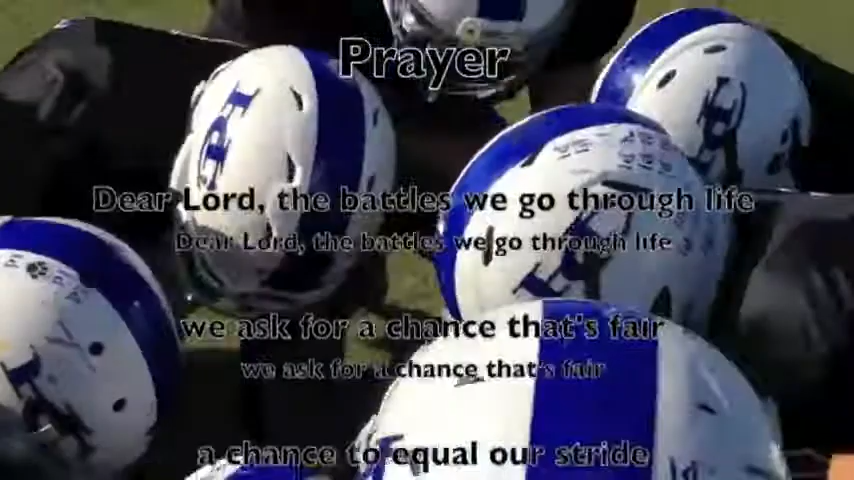 Prayer
Dear Lord, the battles we go through life
Dear Lord, the battles we go through life
we ask for a chance that's fair
we ask for a chance that's fair
a chance to equal our stride